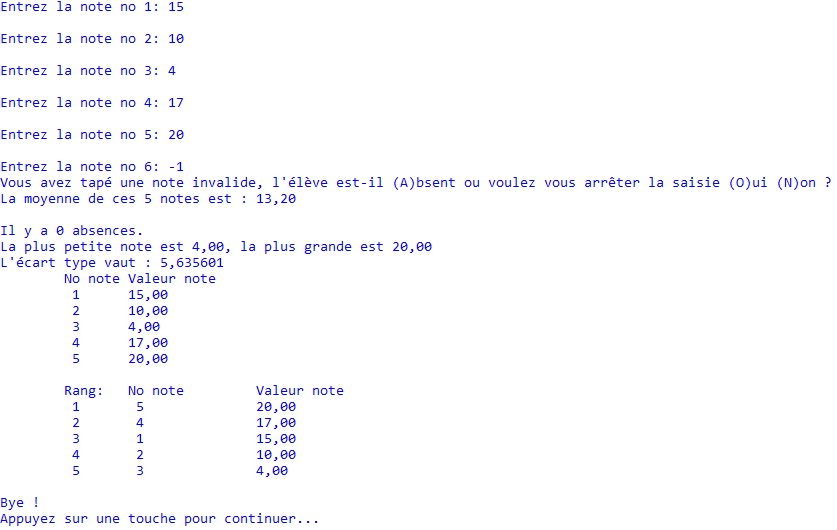 Entrez la note no 1: 15
Entrez la note no 2: 10
Entrez la note no 3: 4
Entrez la note no 4: 17
Entrez la note no 5: 20
Entrez la note no 6: -1
Vous avez tapé une note invalide, l'élève est-il (A)bsent ou voulez vous arrêter la saisie (O)ui (N)on ?
La moyenne de ces 5 notes est : 13,20
Il y a 0 absences.
La plus petite note est 4,00, la plus grande est 20,00
L'écart type vaut : 5,635601
No note Valeur note
1 15,00
2 10,00
3 4,00
4 17,00
5 20,00
Rang: No note Valeur note
1 5 20,00
2 4 17,00
3 1 15,00
4 2 10,00
5 3 4,00
Bye !
Appuyez sur une touche pour continuer...